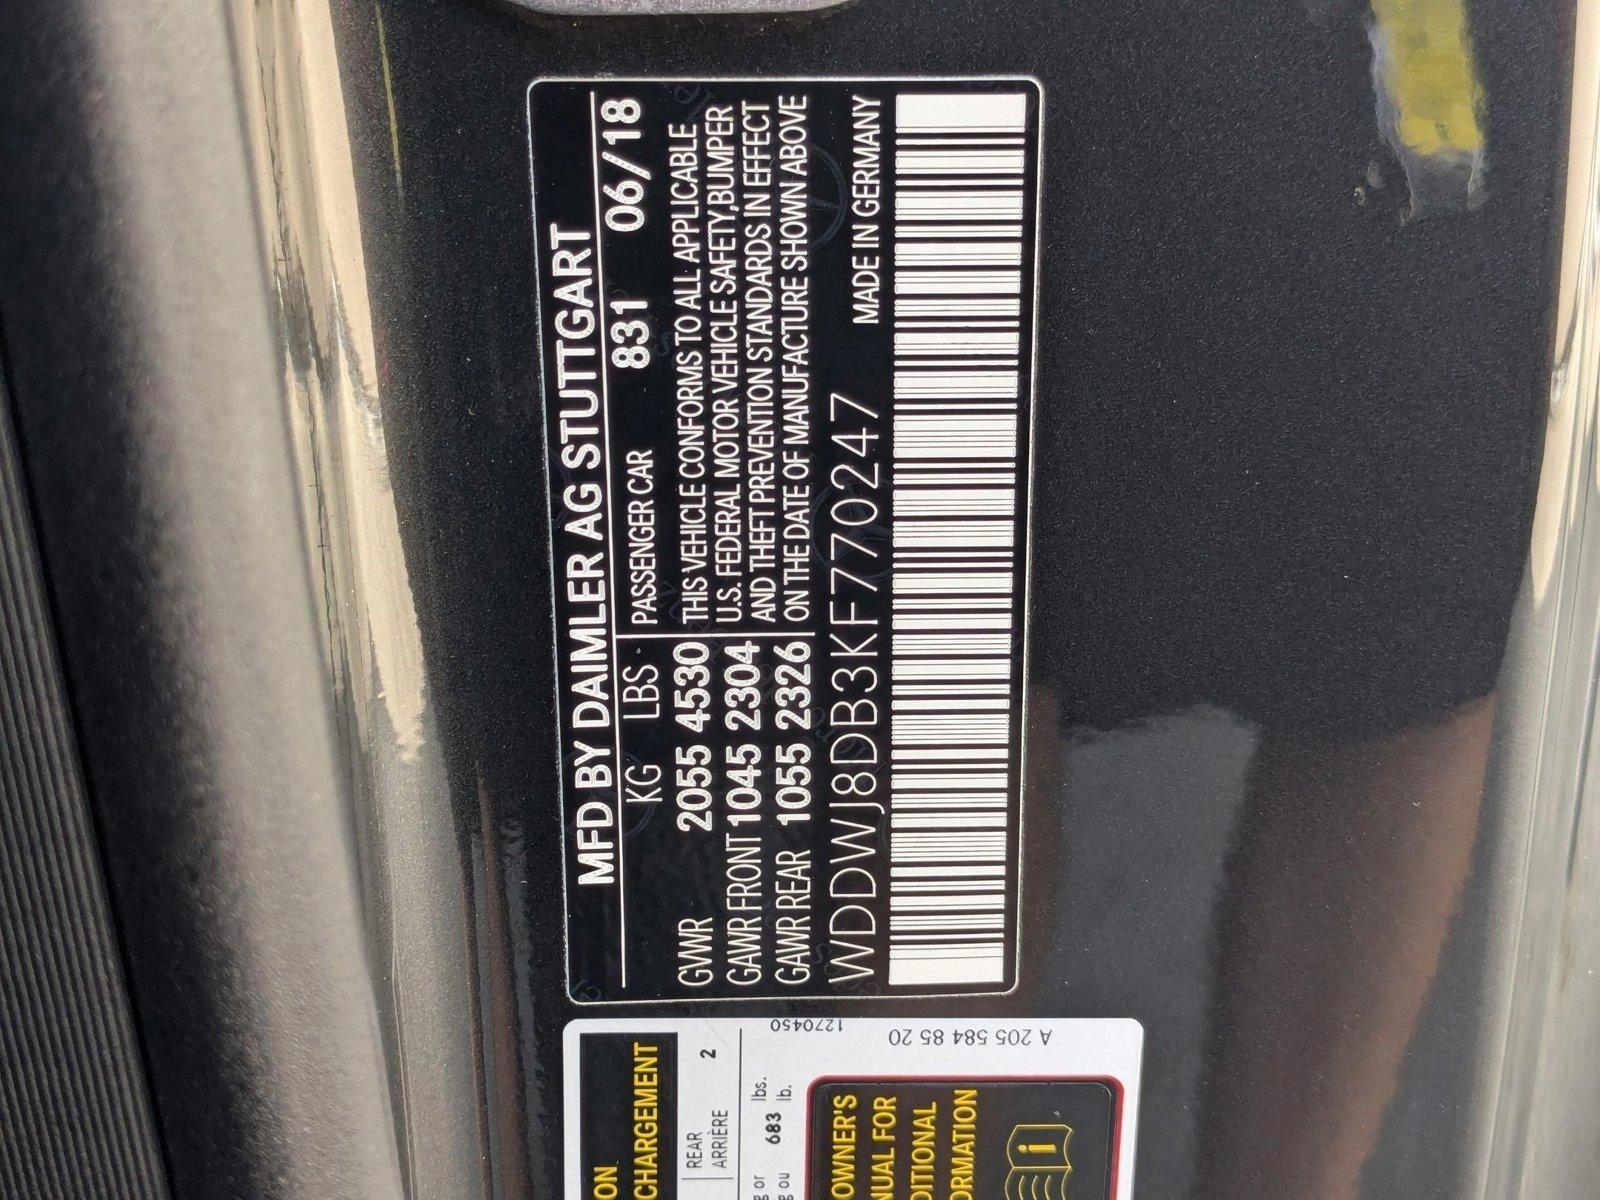 MFD BY DAIMLER AG STUTTGART
KG LBS PASSENGER CAR 831 06/18
GVWR 2055 4530 THIS VEHICLE CONFORMS TO ALL APPLICABLE
U.S. FEDERAL MOTOR VEHICLE SAFETY,BUMPER
GAWR FRONT 1045 2304 AND THEFT PREVENTION STANDARDS IN EFFECT
GAWR REAR 1055 2326 ON THE DATE OF MANUFACTURE SHOWN ABOVE
WDDWJ8DB3KF770247 MADE IN GERMANY
CHARGEMENT
REAR 2
ARRIÈRE
or 683 lbs.
ou lb.
1270450
A 205 584 85 20
OWNER'S
FOR